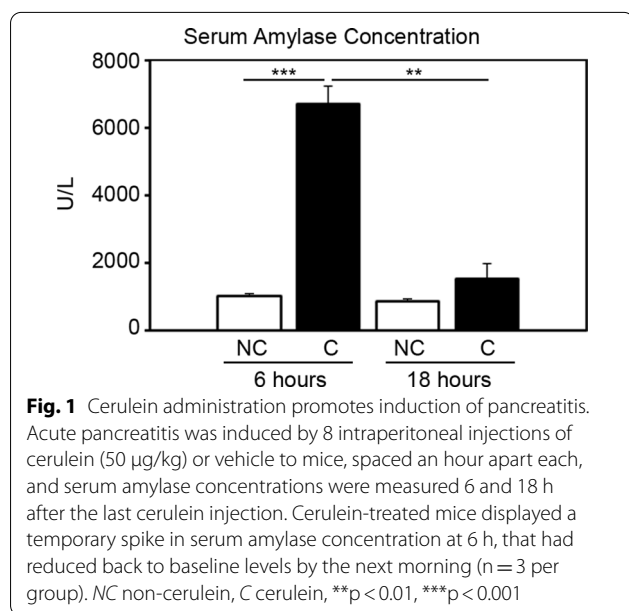 Serum Amylase Concentration
8000
***
**
6000
U/L
4000
2000
0
NC C NC C
6 hours 18 hours
Fig. 1 Cerulein administration promotes induction of pancreatitis.
Acute pancreatitis was induced by 8 intraperitoneal injections of
cerulein (50 μg/kg) or vehicle to mice, spaced an hour apart each,
and serum amylase concentrations were measured 6 and 18 h
after the last cerulein injection. Cerulein-treated mice displayed a
temporary spike in serum amylase concentration at 6 h, that had
reduced back to baseline levels by the next morning (n = 3 per
group). NC non-cerulein, C cerulein, **p < 0.01, ***p < 0.001